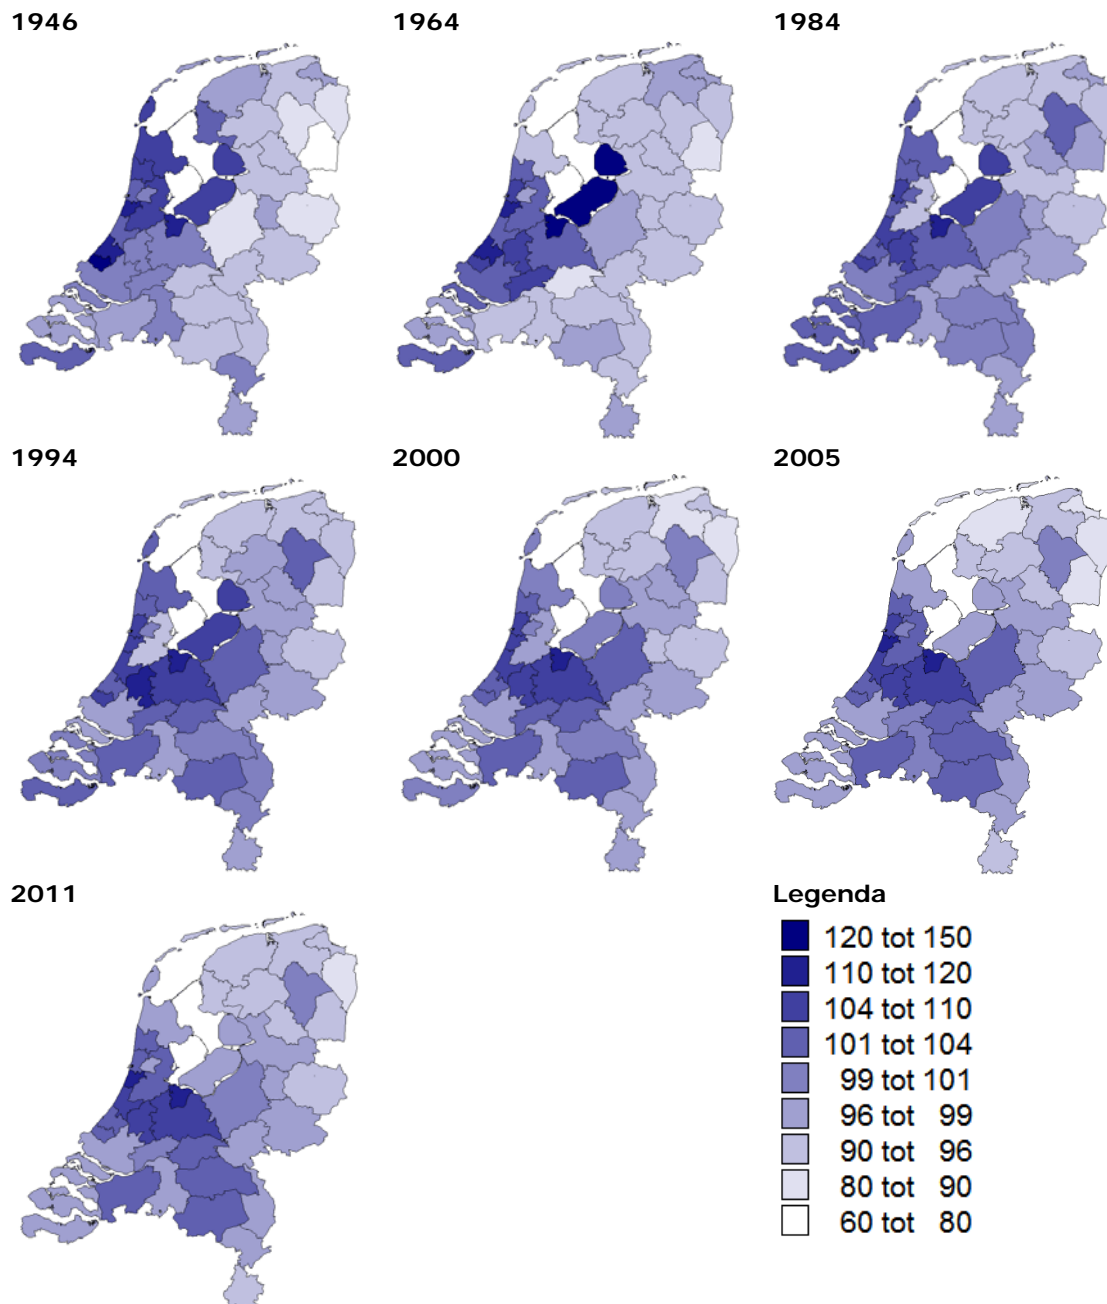 1946
1964
1984
1994
2000
2005
2011
Legenda
120 tot 150
110 tot 120
104 tot 110
101 tot 104
99 tot 101
96 tot 99
90 tot 96
80 tot 90
60 tot 80